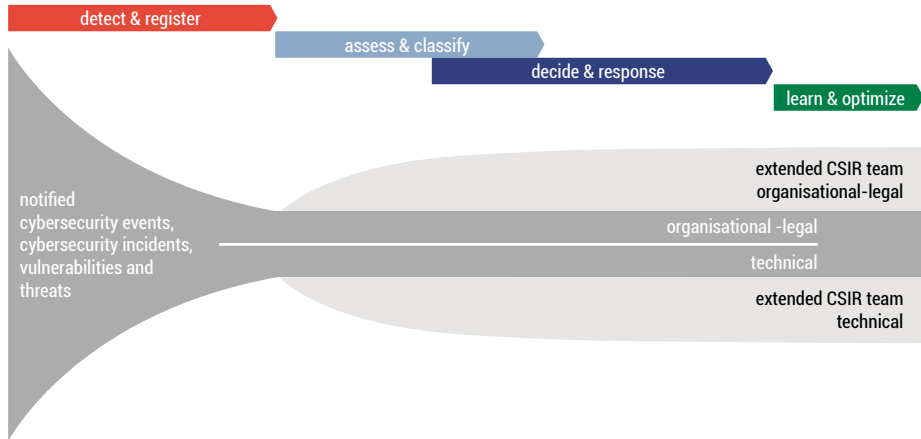 detect & register
assess & classify
decide & response
learn & optimize
extended CSIR team
organisational-legal
notified
cybersecurity events,
cybersecurity incidents,
vulnerabilities and
threats
organisational -legal
technical
extended CSIR team
technical